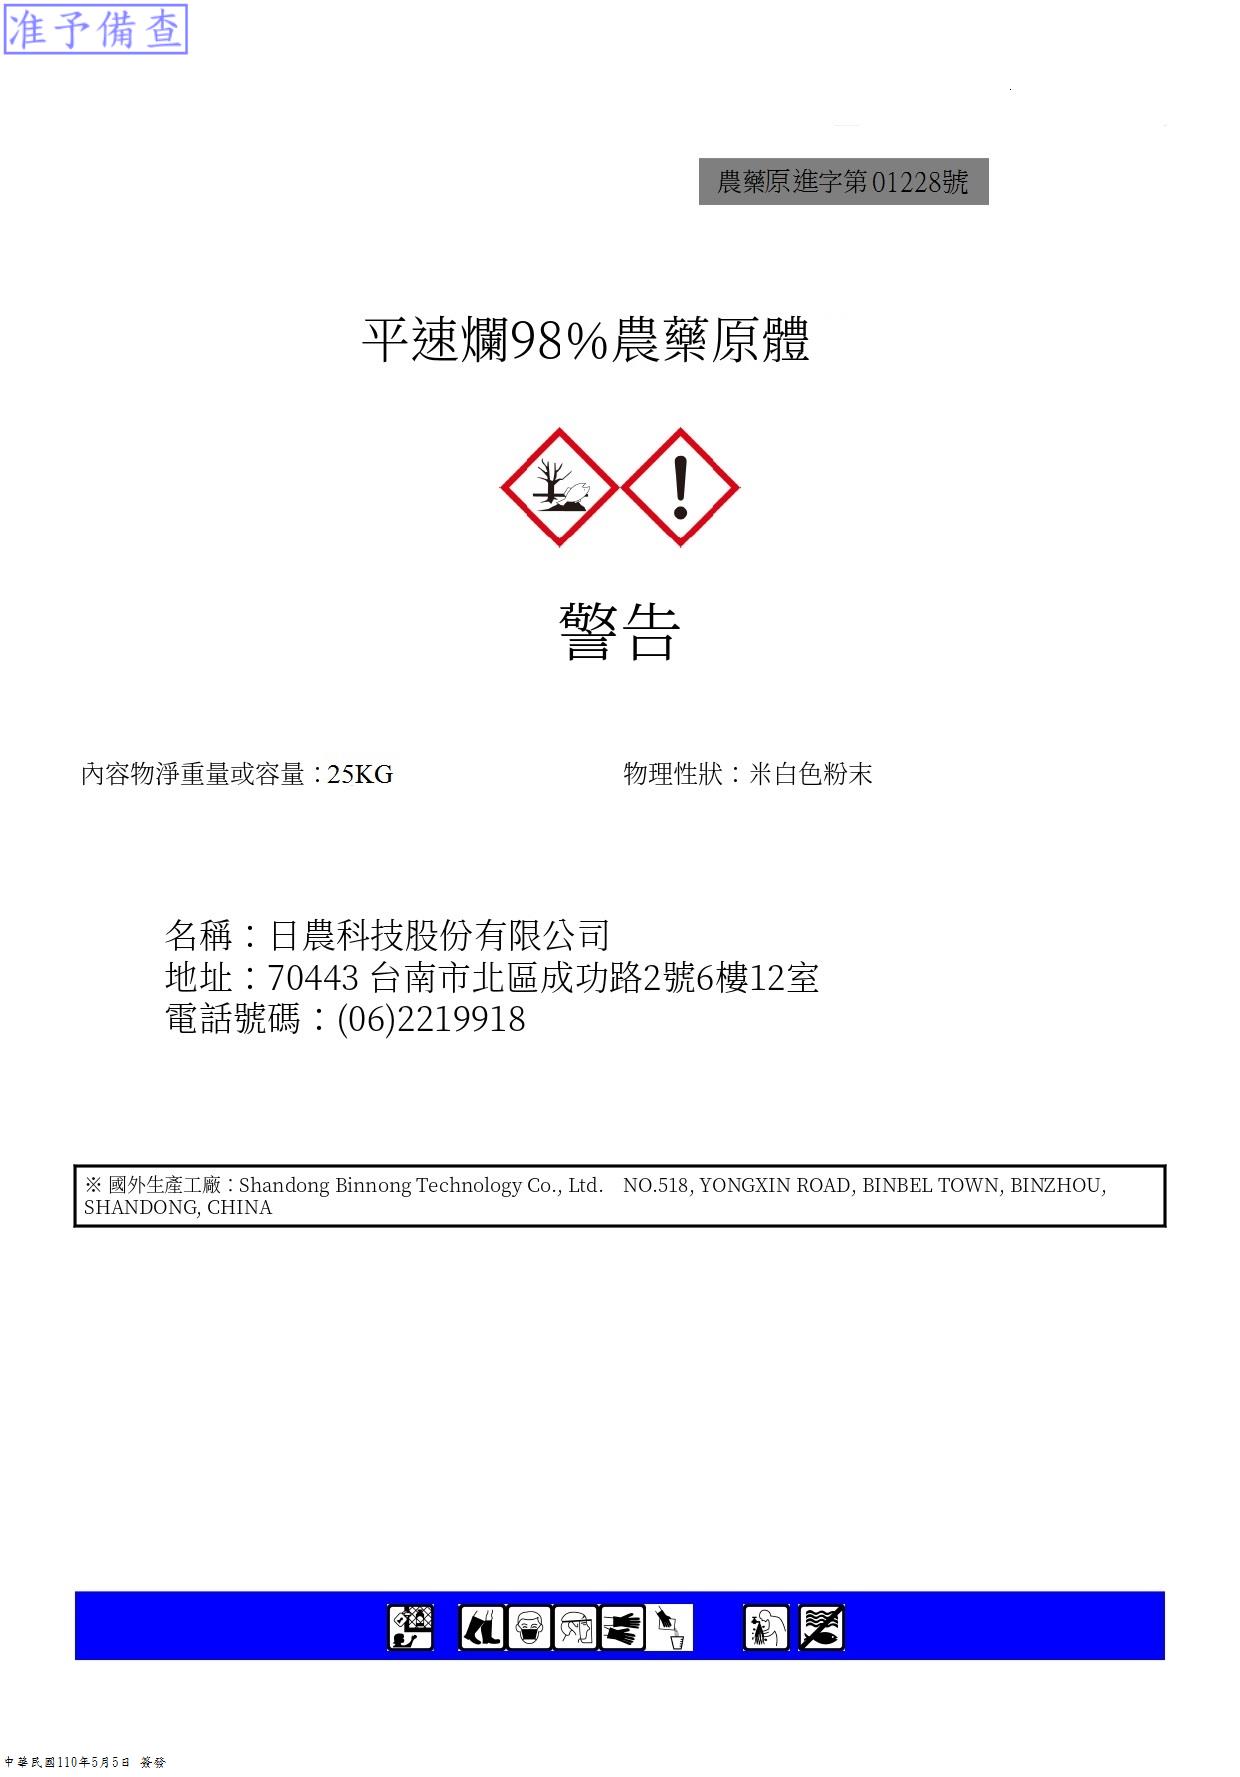 准予備查
農藥原進字第01228號
平速爛98%農藥原體
警告
內容物淨重量或容量：25KG 物理性狀：米白色粉末
名稱：日農科技股份有限公司
地址：70443 台南市北區成功路2號6樓12室
電話號碼：(06)2219918
※ 國外生產工廠：Shandong Binnong Technology Co., Ltd. NO.518, YONGXIN ROAD, BINBEL TOWN, BINZHOU,
SHANDONG, CHINA
中華民國110年5月5日 簽發